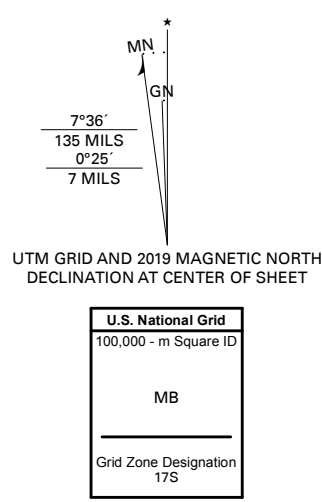 ★
MN
GN
7°36´
135 MILS
0°25´
7 MILS
UTM GRID AND 2019 MAGNETIC NORTH
DECLINATION AT CENTER OF SHEET
U.S. National Grid
100,000 - m Square ID
MB
Grid Zone Designation
17S